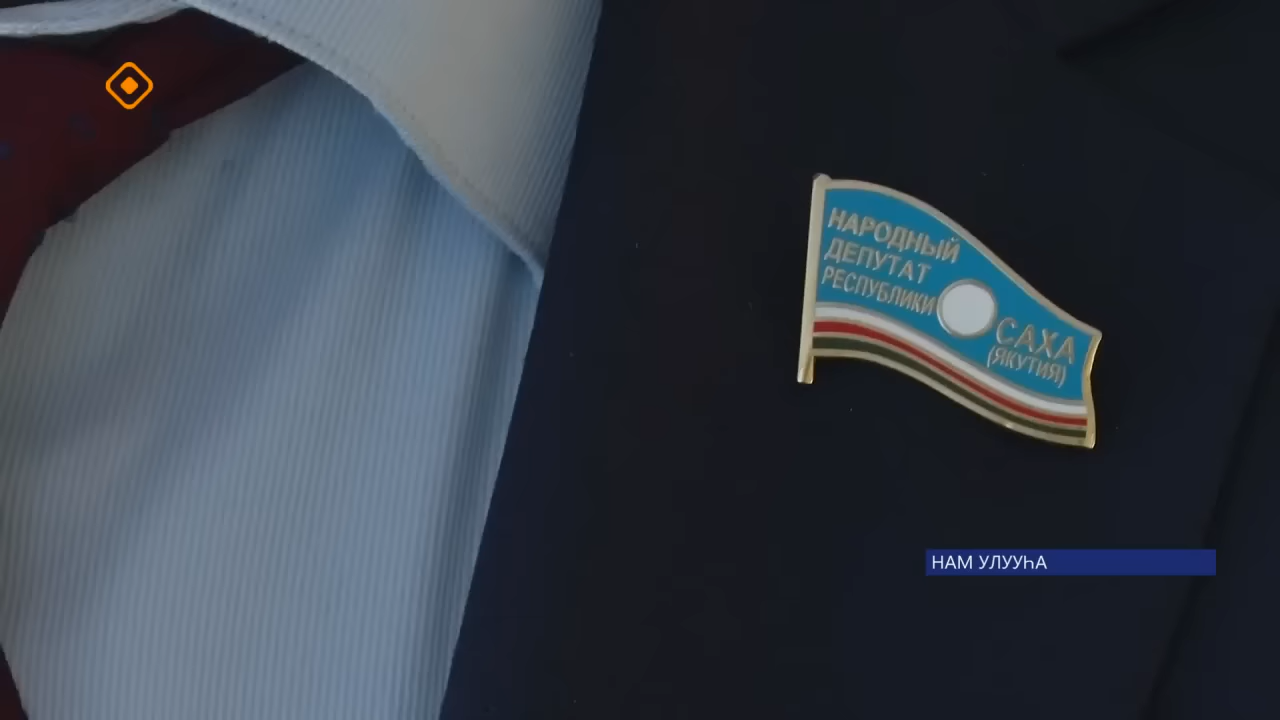 НАРОДНЫЙ
ДЕПУТАТ
РЕСПУБЛИКИ
САХА
(ЯКУТИЯ)
НАМ УЛУУҺА